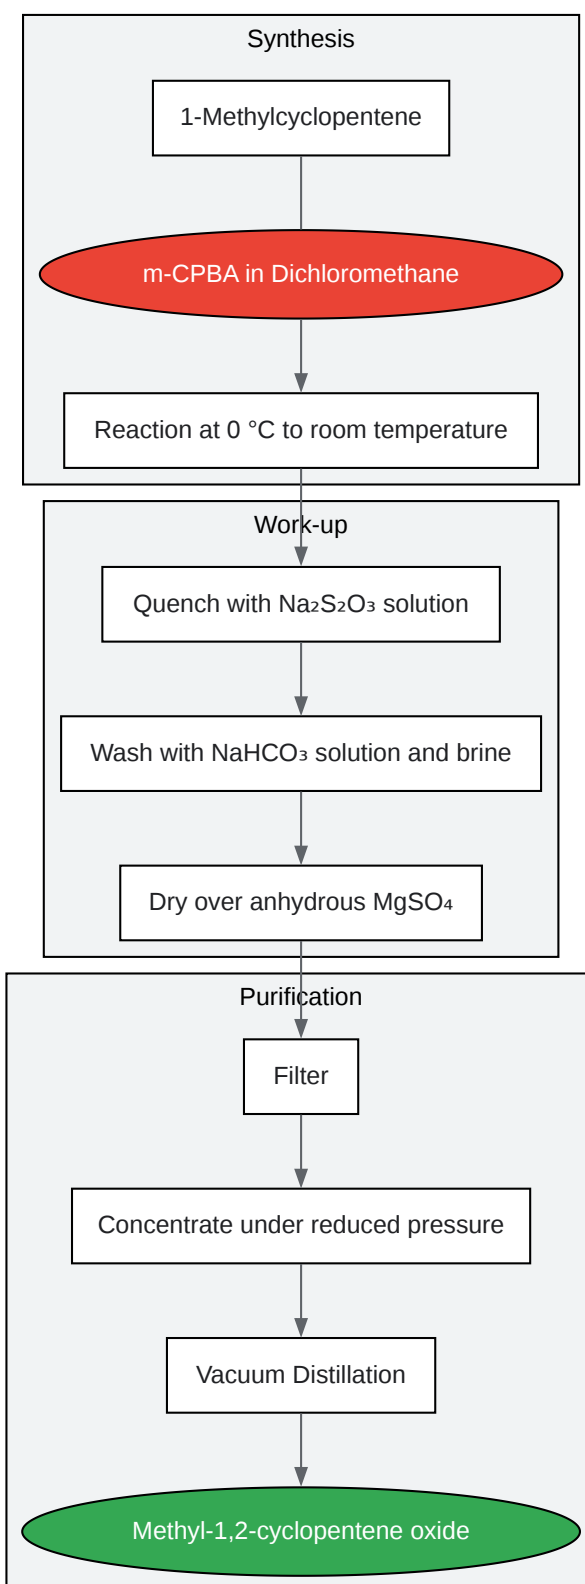 Synthesis
1-Methylcyclopentene
m-CPBA in Dichloromethane
Reaction at 0 °C to room temperature
Work-up
Quench with Na₂S₂O₃ solution
Wash with NaHCO₃ solution and brine
Dry over anhydrous MgSO₄
Purification
Filter
Concentrate under reduced pressure
Vacuum Distillation
Methyl-1,2-cyclopentene oxide